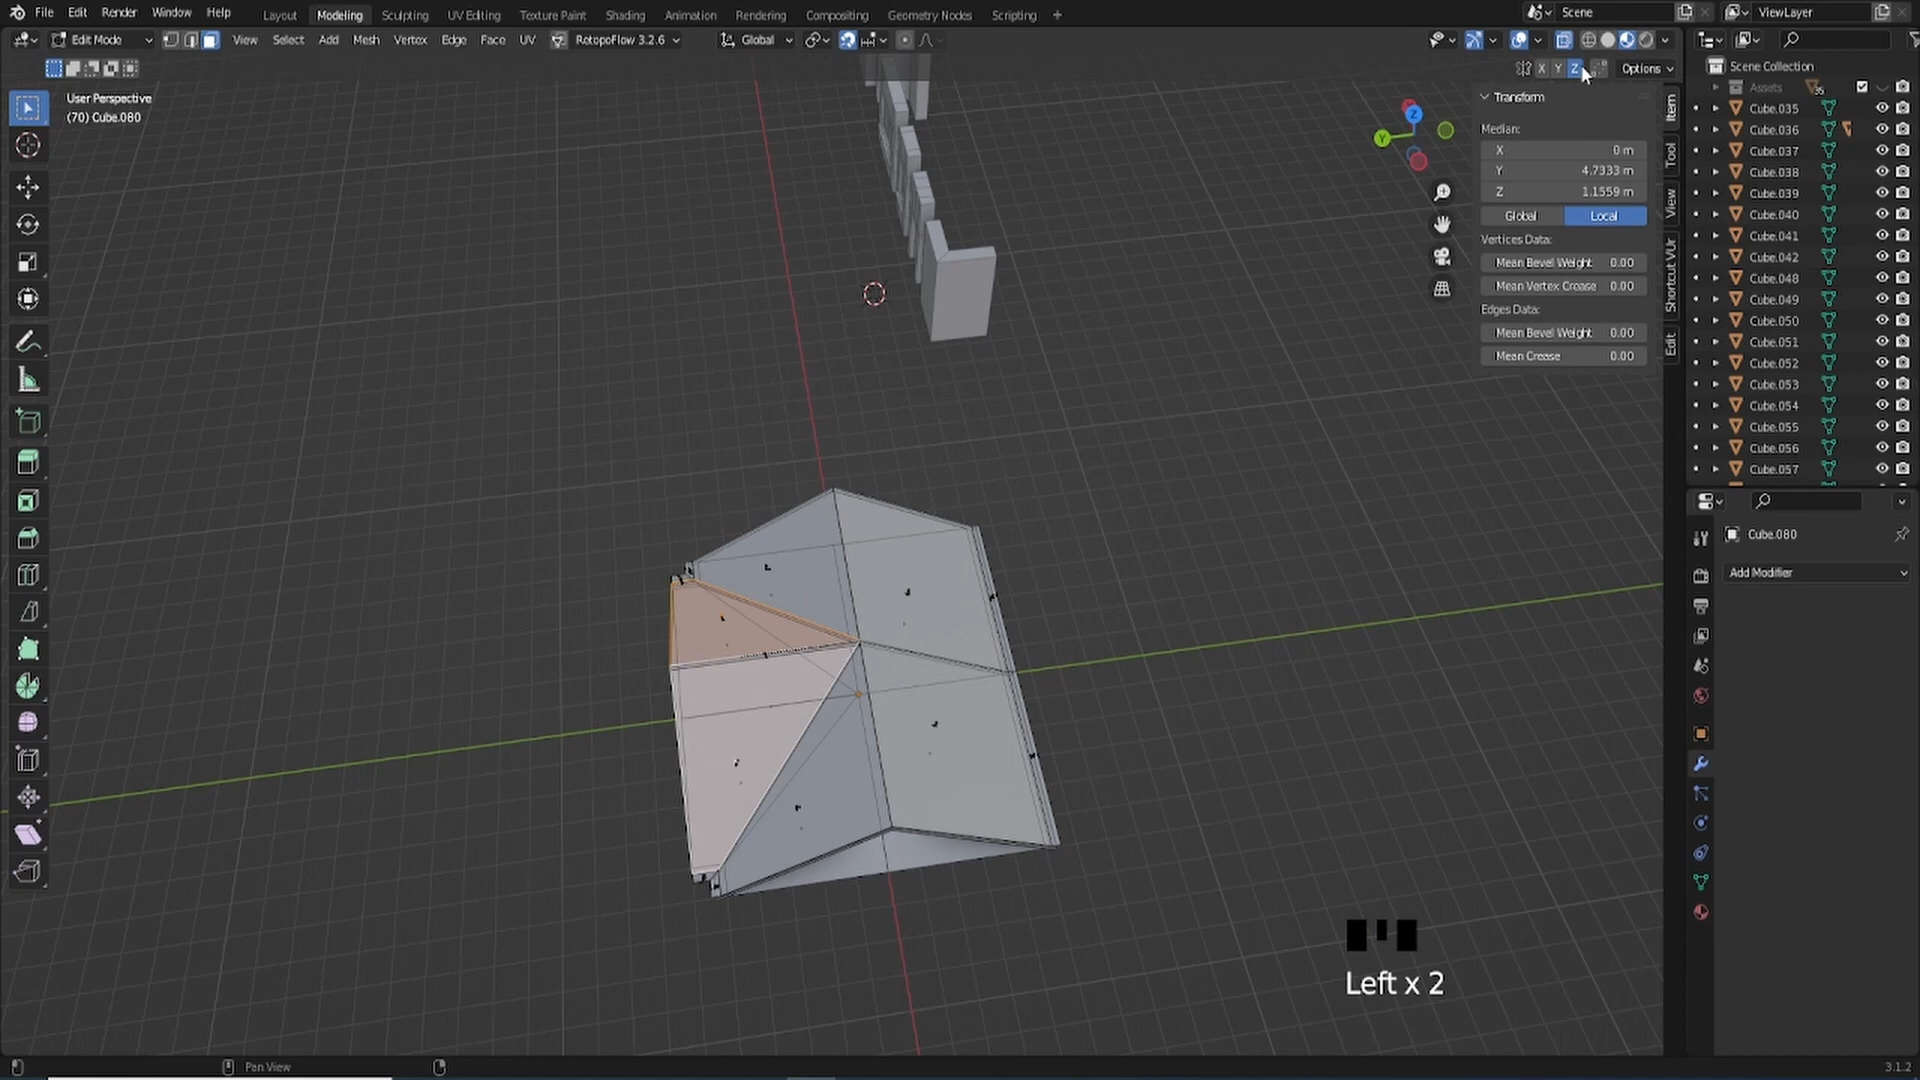 File Edit Render Window Help Layout Modeling Sculpting UV Editing Texture Paint Shading Animation Rendering Compositing Geometry Nodes Scripting + Scene ViewLayer
Edit Mode View Select Add Mesh Vertex Edge Face UV RetopoFlow 3.2.6 Global
X Y Z Options
User Perspective
(70) Cube.080
Z
Y
Transform
Median:
X 0 m
Y 4.7333 m
Z 1.1559 m
Global Local
Vertices Data:
Mean Bevel Weight 0.00
Mean Vertex Crease 0.00
Edges Data:
Mean Bevel Weight 0.00
Mean Crease 0.00
Item
Tool
View
Shortcut VUr
Edit
Scene Collection
Assets
Cube.035
Cube.036
Cube.037
Cube.038
Cube.039
Cube.040
Cube.041
Cube.042
Cube.048
Cube.049
Cube.050
Cube.051
Cube.052
Cube.053
Cube.054
Cube.055
Cube.056
Cube.057
Cube.080
Add Modifier
Left x 2
Pan View
3.1.2